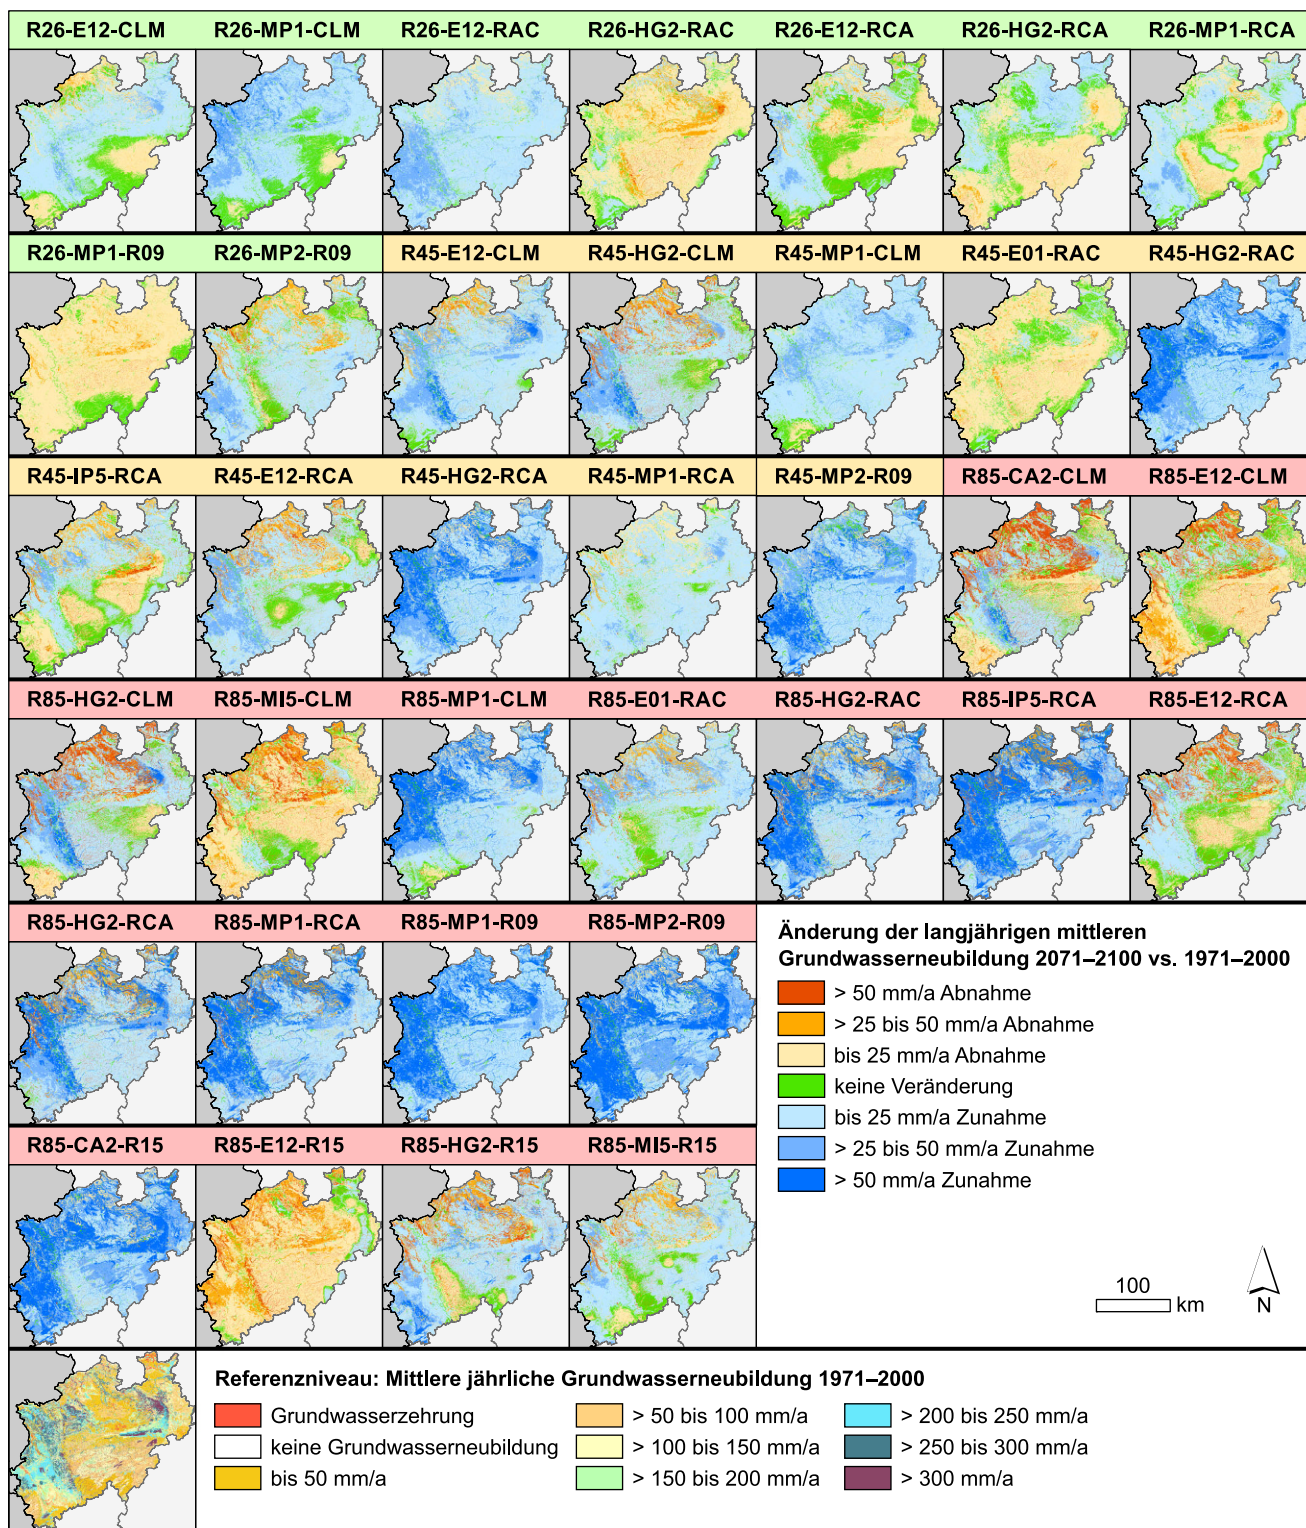 R26-E12-CLM
R26-MP1-CLM
R26-E12-RAC
R26-HG2-RAC
R26-E12-RCA
R26-HG2-RCA
R26-MP1-RCA
R26-MP1-R09
R26-MP2-R09
R45-E12-CLM
R45-HG2-CLM
R45-MP1-CLM
R45-E01-RAC
R45-HG2-RAC
R45-IP5-RCA
R45-E12-RCA
R45-HG2-RCA
R45-MP1-RCA
R45-MP2-R09
R85-CA2-CLM
R85-E12-CLM
R85-HG2-CLM
R85-MI5-CLM
R85-MP1-CLM
R85-E01-RAC
R85-HG2-RAC
R85-IP5-RCA
R85-E12-RCA
R85-HG2-RCA
R85-MP1-RCA
R85-MP1-R09
R85-MP2-R09
Änderung der langjährigen mittleren
Grundwasserneubildung 2071–2100 vs. 1971–2000
> 50 mm/a Abnahme
> 25 bis 50 mm/a Abnahme
bis 25 mm/a Abnahme
keine Veränderung
bis 25 mm/a Zunahme
> 25 bis 50 mm/a Zunahme
> 50 mm/a Zunahme
R85-CA2-R15
R85-E12-R15
R85-HG2-R15
R85-MI5-R15
100
km
N
Referenzniveau: Mittlere jährliche Grundwasserneubildung 1971–2000
Grundwasserzehrung
keine Grundwasserneubildung
bis 50 mm/a
> 50 bis 100 mm/a
> 100 bis 150 mm/a
> 150 bis 200 mm/a
> 200 bis 250 mm/a
> 250 bis 300 mm/a
> 300 mm/a